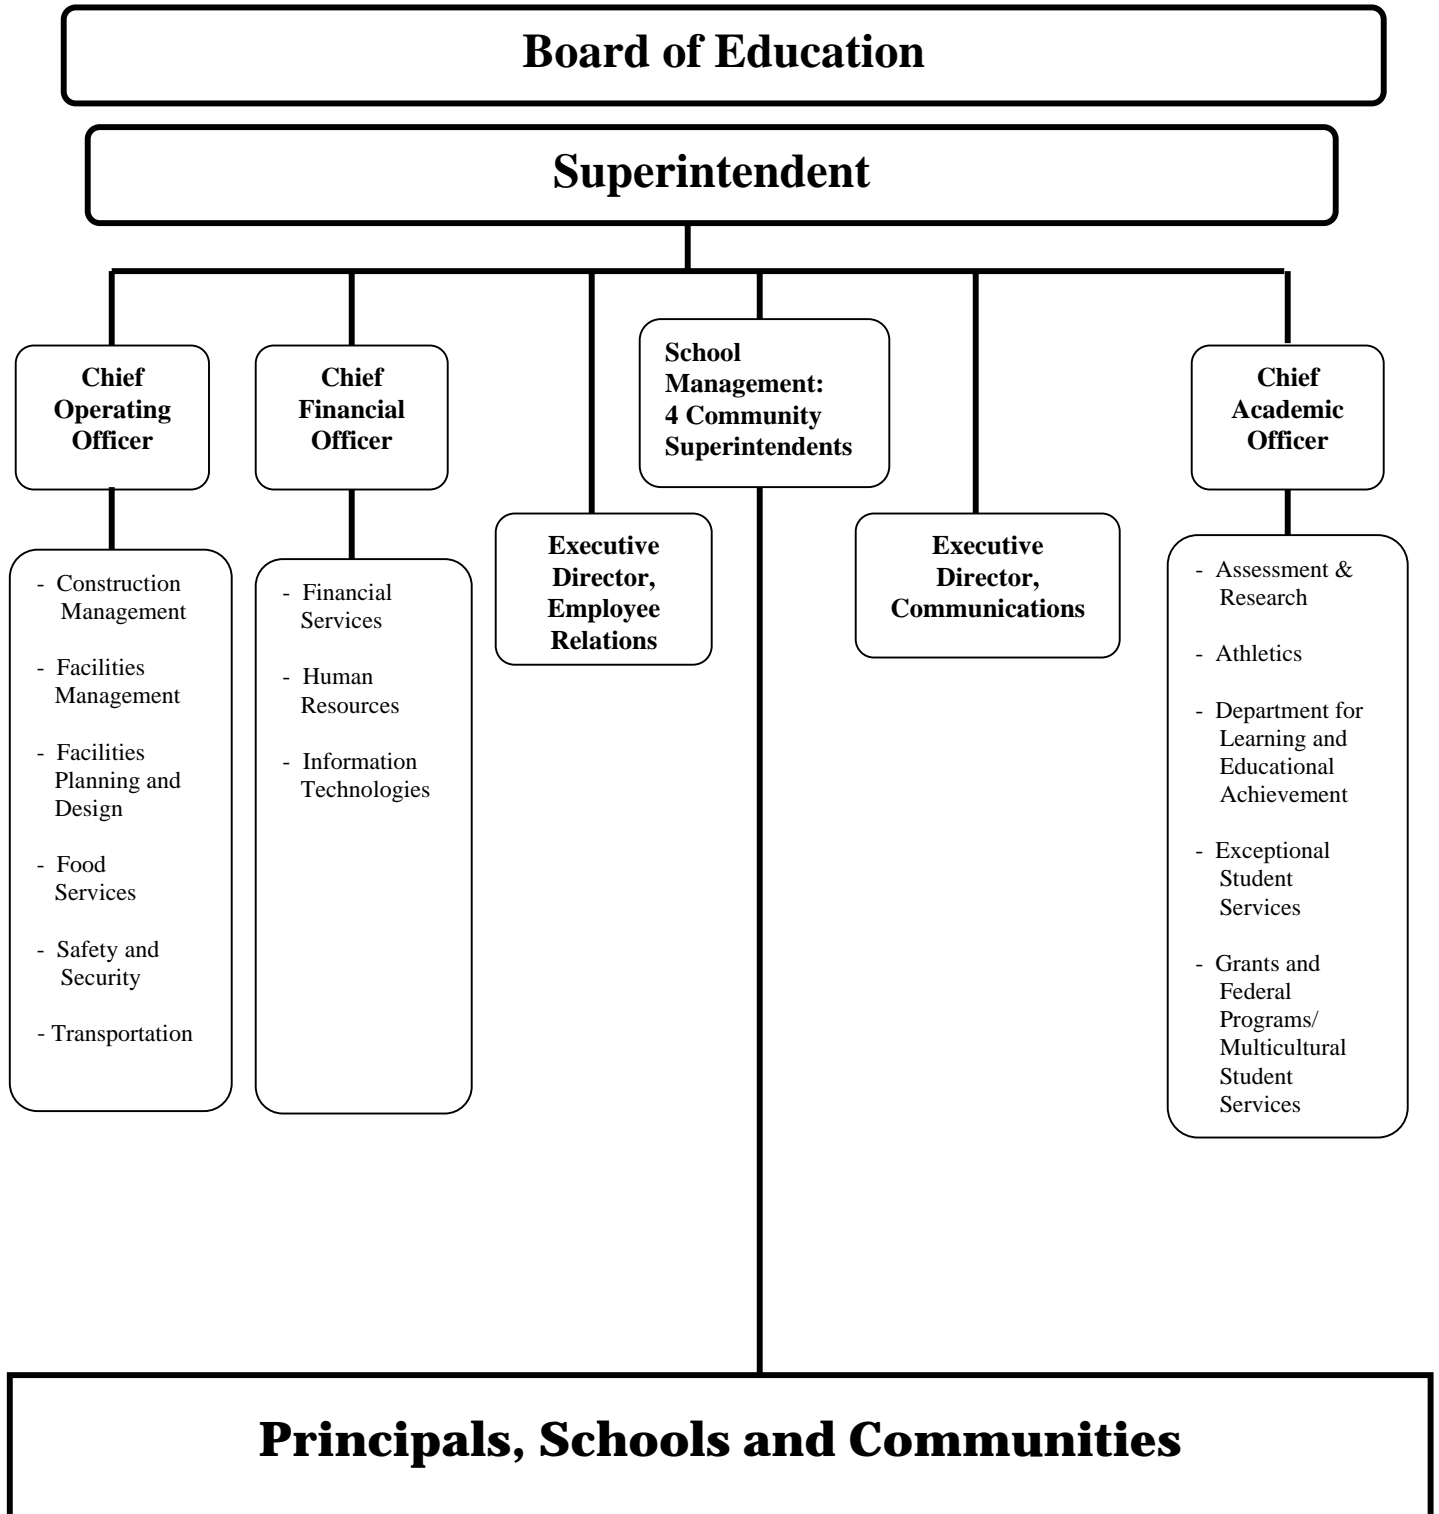 Board of Education
Superintendent
Chief
Operating
Officer
Chief
Financial
Officer
School
Management:
4 Community
Superintendents
Chief
Academic
Officer
Executive
Director,
Employee
Relations
Executive
Director,
Communications
- Construction
Management
- Facilities
Management
- Facilities
Planning and
Design
- Food
Services
- Safety and
Security
- Transportation
- Financial
Services
- Human
Resources
- Information
Technologies
- Assessment &
Research
- Athletics
- Department for
Learning and
Educational
Achievement
- Exceptional
Student
Services
- Grants and
Federal
Programs/
Multicultural
Student
Services
Principals, Schools and Communities